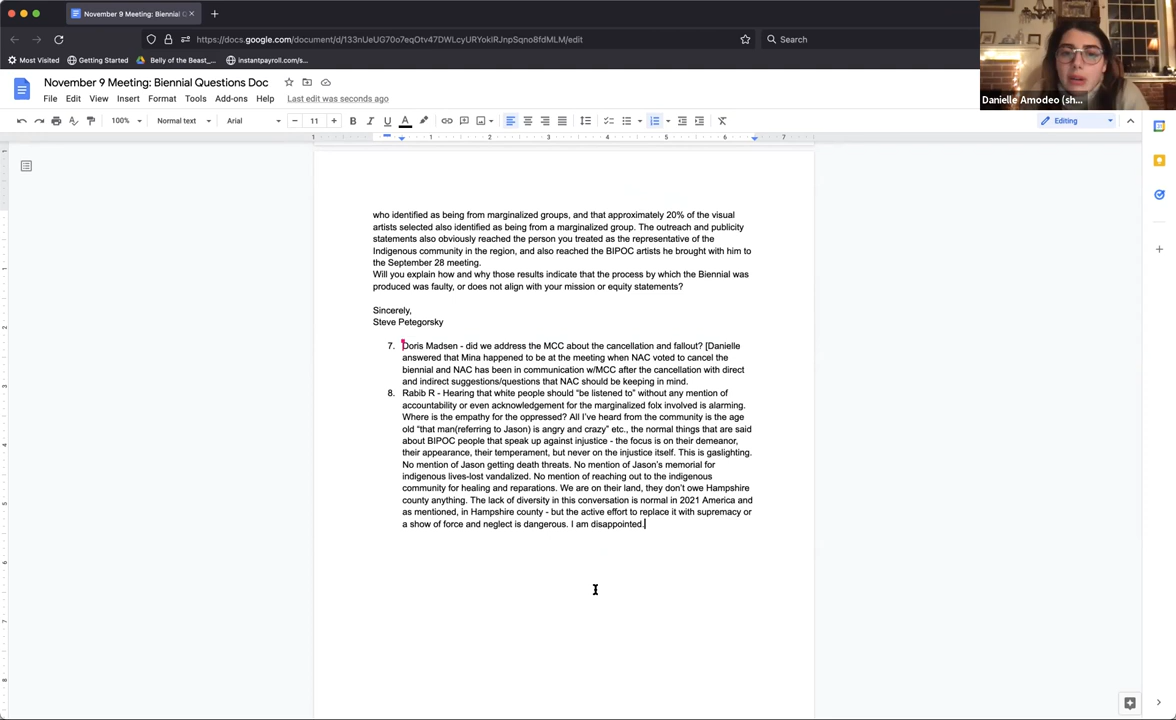 November 9 Meeting: Biennial Q
https://docs.google.com/document/d/133nUeUG70o7eqOtv47DWLcyURYokIRJnpSqno8fdMLM/edit
Search
Most Visited
Getting Started
Belly of the Beast_...
instantpayroll.com/s...
November 9 Meeting: Biennial Questions Doc
File Edit View Insert Format Tools Add-ons Help Last edit was seconds ago
100% Normal text Arial 11 Editing
Danielle Amodeo (sh...
who identified as being from marginalized groups, and that approximately 20% of the visual
artists selected also identified as being from a marginalized group. The outreach and publicity
statements also obviously reached the person you treated as the representative of the
Indigenous community in the region, and also reached the BIPOC artists he brought with him to
the September 28 meeting.
Will you explain how and why those results indicate that the process by which the Biennial was
produced was faulty, or does not align with your mission or equity statements?
Sincerely,
Steve Petegorsky
7. Doris Madsen - did we address the MCC about the cancellation and fallout? [Danielle
answered that Mina happened to be at the meeting when NAC voted to cancel the
biennial and NAC has been in communication w/MCC after the cancellation with direct
and indirect suggestions/questions that NAC should be keeping in mind.
8. Rabib R - Hearing that white people should “be listened to” without any mention of
accountability or even acknowledgement for the marginalized folx involved is alarming.
Where is the empathy for the oppressed? All I’ve heard from the community is the age
old “that man(referring to Jason) is angry and crazy” etc., the normal things that are said
about BIPOC people that speak up against injustice - the focus is on their demeanor,
their appearance, their temperament, but never on the injustice itself. This is gaslighting.
No mention of Jason getting death threats. No mention of Jason’s memorial for
indigenous lives-lost vandalized. No mention of reaching out to the indigenous
community for healing and reparations. We are on their land, they don’t owe Hampshire
county anything. The lack of diversity in this conversation is normal in 2021 America and
as mentioned, in Hampshire county - but the active effort to replace it with supremacy or
a show of force and neglect is dangerous. I am disappointed.